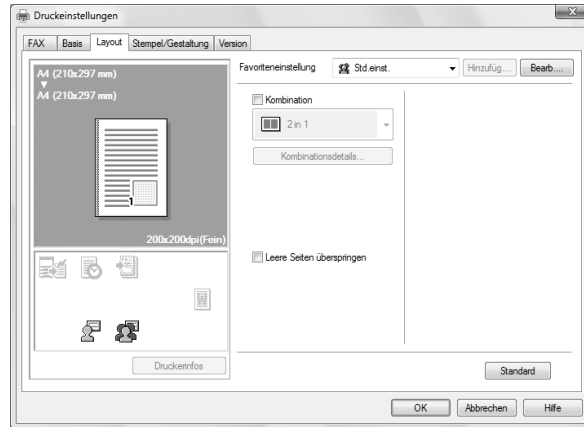 Druckeinstellungen
FAX Basis Layout Stempel/Gestaltung Version
A4 (210x297 mm)
A4 (210x297 mm)
1
200x200dpi(Fein)
Druckerinfos
Favoriteneinstellung Std.einst. Hinzufüg.... Bearb....
Kombination
2 in 1
Kombinationsdetails...
Leere Seiten überspringen
Standard
OK Abbrechen Hilfe